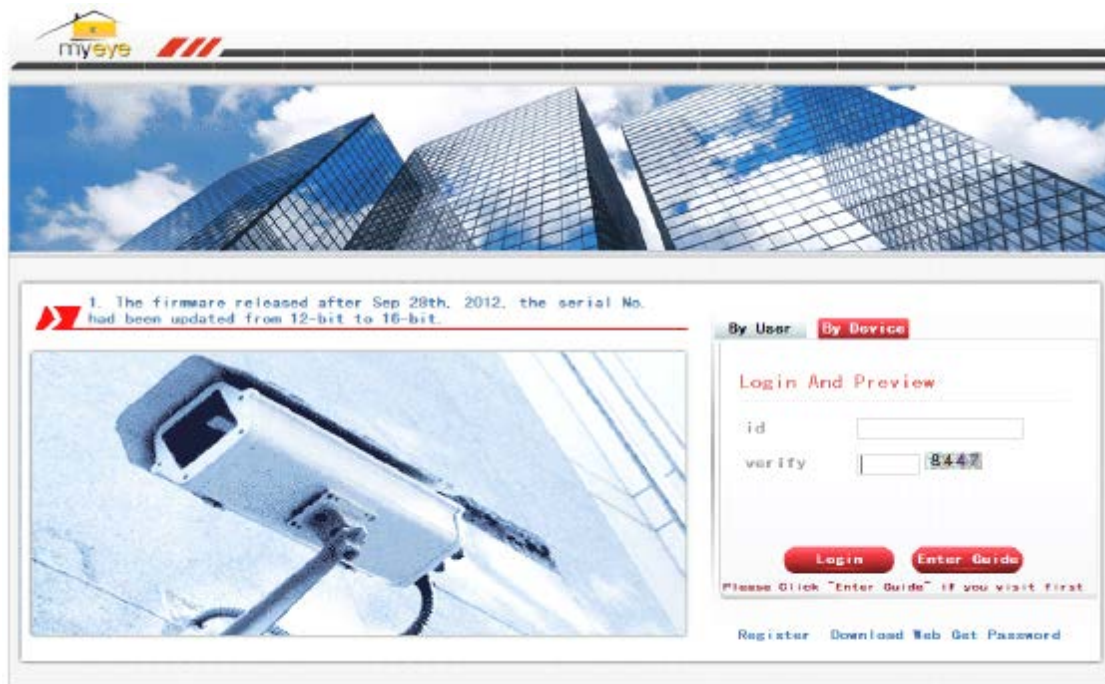 myeye
1. The firmware released after Sep 28th, 2012, the serial No.
had been updated from 12-bit to 16-bit.
By User By Device
Login And Preview
id
verify 8447
Login Enter Guide
Please Click "Enter Guide" if you visit first
Register Download Web Get Password